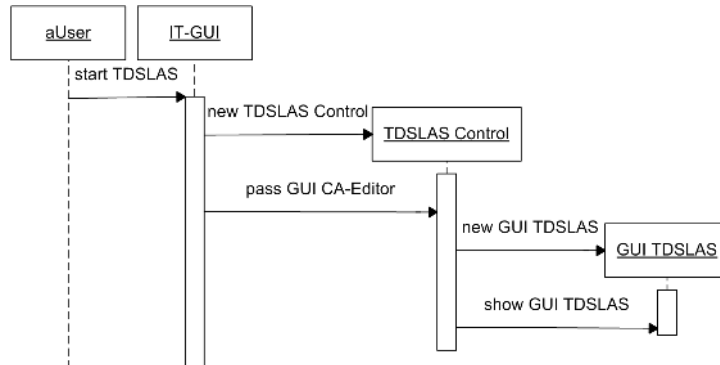 aUser
IT-GUI
start TDSLAS
new TDSLAS Control
TDSLAS Control
pass GUI CA-Editor
new GUI TDSLAS
GUI TDSLAS
show GUI TDSLAS